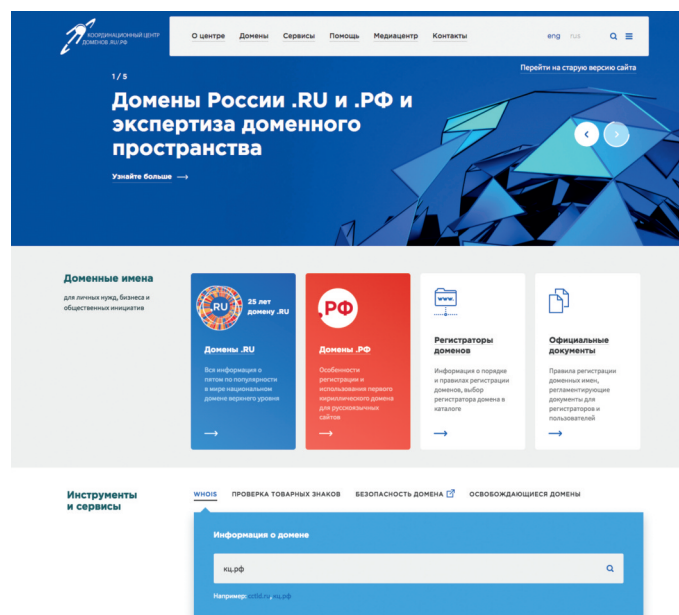 КООРДИНАЦИОННЫЙ ЦЕНТР
ДОМЕНОВ .RU/.РФ
О центре Домены Сервисы Помощь Медиацентр Контакты eng rus
Перейти на старую версию сайта
1 / 5
Домены России .RU и .РФ и
экспертиза доменного
пространства
Узнайте больше →
Доменные имена
для личных нужд, бизнеса и
общественных инициатив
RU
25 лет
домену .RU
Домены .RU
Вся информация о
пятом по популярности
в мире национальном
домене верхнего уровня
→
.РФ
Домены .РФ
Особенности
регистрации и
использования первого
кириллического домена
для русскоязычных
сайтов
→
www.
Регистраторы
доменов
Информация о порядке
и правилах регистрации
доменов, выбор
регистратора домена в
каталоге
→
Официальные
документы
Правила регистрации
доменных имен,
регламентирующие
документы для
регистраторов и
пользователей
→
Инструменты
и сервисы
WHOIS ПРОВЕРКА ТОВАРНЫХ ЗНАКОВ БЕЗОПАСНОСТЬ ДОМЕНА ОСВОБОЖДАЮЩИЕСЯ ДОМЕНЫ
Информация о домене
кц.рф
Например: cctld.ru, кц.рф